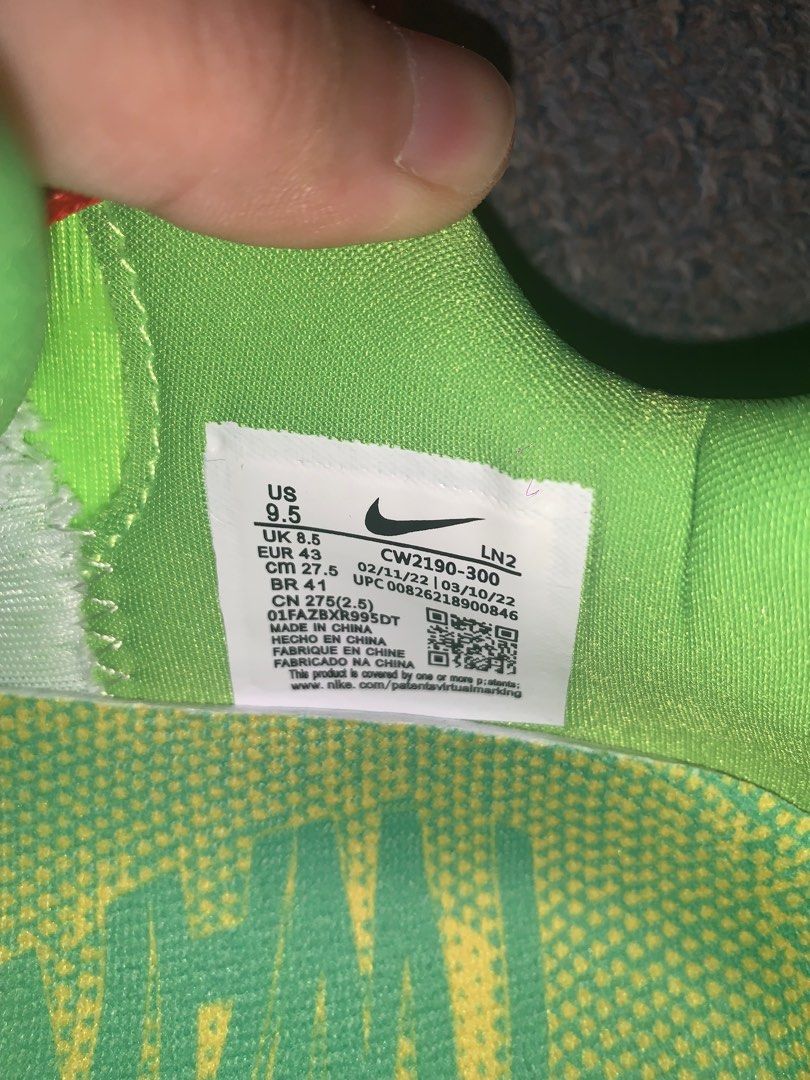 US
9.5
LN2
UK 8.5
CW2190-300
EUR 43
02/11/22 | 03/10/22
cm 27.5
UPC 00826218900846
BR 41
CN 275(2.5)
01FAZBXR995DT
MADE IN CHINA
HECHO EN CHINA
FABRIQUE EN CHINE
FABRICADO NA CHINA
This product is covered by one or more p;atents;
www.nike.com/patentsvirtualmarking